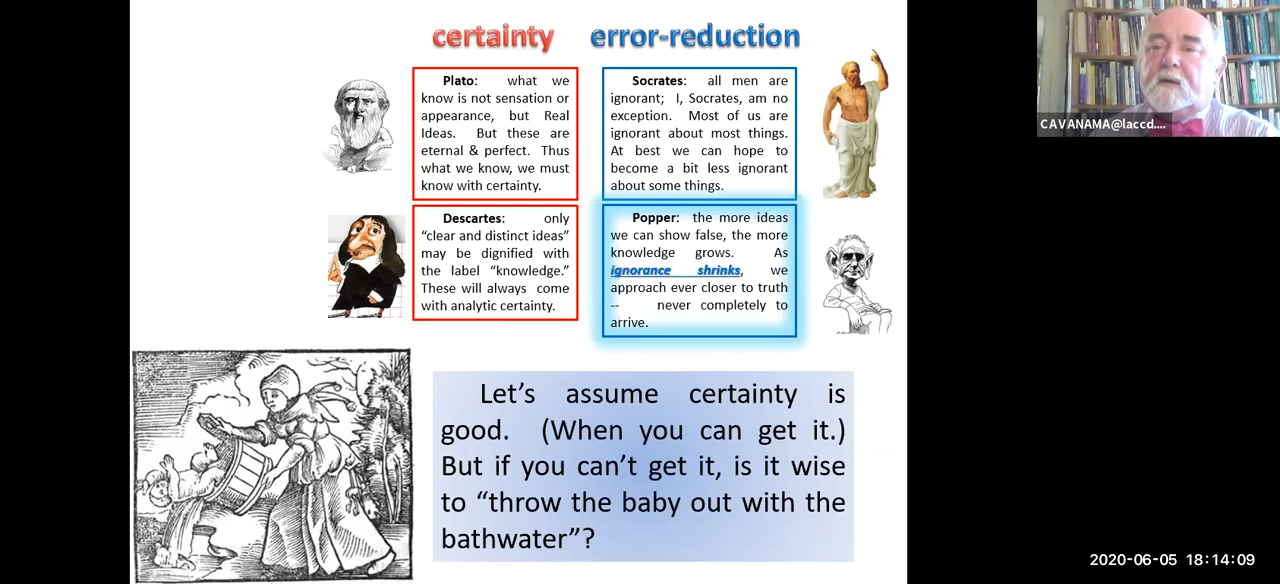 certainty
error-reduction
Plato: what we
know is not sensation or
appearance, but Real
Ideas. But these are
eternal & perfect. Thus
what we know, we must
know with certainty.
Socrates: all men are
ignorant; I, Socrates, am no
exception. Most of us are
ignorant about most things.
At best we can hope to
become a bit less ignorant
about some things.
Descartes: only
“clear and distinct ideas”
may be dignified with
the label “knowledge.”
These will always come
with analytic certainty.
Popper: the more ideas
we can show false, the more
knowledge grows. As
ignorance shrinks, we
approach ever closer to truth
-- never completely to
arrive.
Let’s assume certainty is
good. (When you can get it.)
But if you can’t get it, is it wise
to “throw the baby out with the
bathwater”?
CAVANAMA@laccd....
2020-06-05 18:14:09